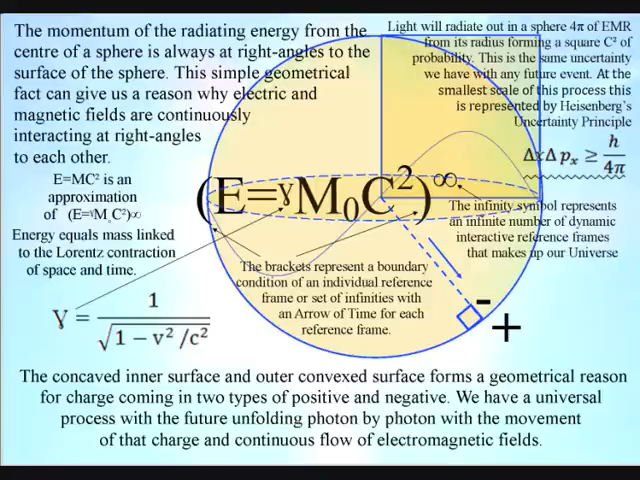 The momentum of the radiating energy from the
centre of a sphere is always at right-angles to the
surface of the sphere. This simple geometrical
fact can give us a reason why electric and
magnetic fields are continuously
interacting at right-angles
to each other.
Light will radiate out in a sphere 4π of EMR
from its radius forming a square C² of
probability. This is the same uncertainty
we have with any future event. At the
smallest scale of this process this
is represented by Heisenberg's
Uncertainty Principle
Δx Δ pₓ ≥ h/4π
E=MC² is an
approximation
of (E=ᵞM₀C²)∞
Energy equals mass linked
to the Lorentz contraction
of space and time.
(E=ᵞM₀C²)∞
The infinity symbol represents
an infinite number of dynamic
interactive reference frames
that makes up our Universe
The brackets represent a boundary
condition of an individual reference
frame or set of infinities with
an Arrow of Time for each
reference frame.
γ = 1/√(1 − v²/c²)
-
+
The concaved inner surface and outer convexed surface forms a geometrical reason
for charge coming in two types of positive and negative. We have a universal
process with the future unfolding photon by photon with the movement
of that charge and continuous flow of electromagnetic fields.